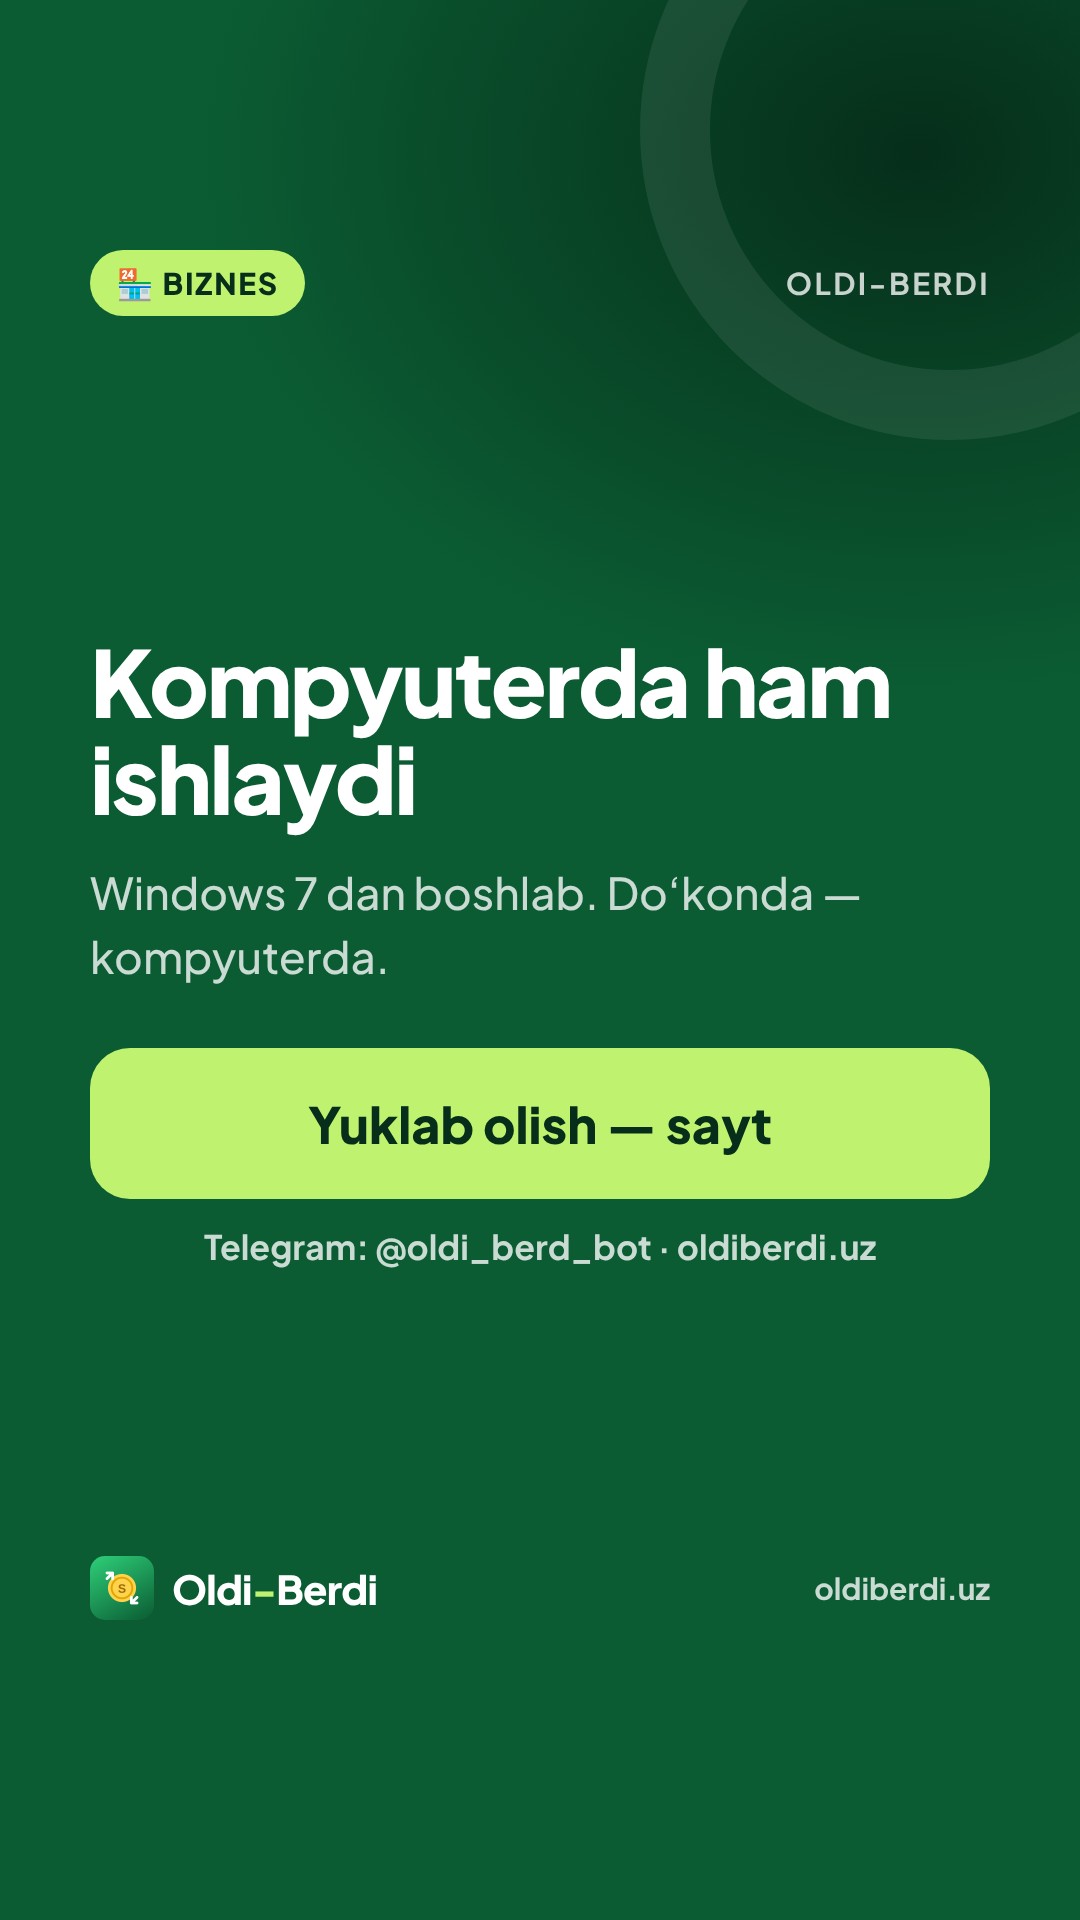 🏪 BIZNES
OLDI-BERDI
Kompyuterda ham
ishlaydi
Windows 7 dan boshlab. Do‘konda —
kompyuterda.
Yuklab olish — sayt
Telegram: @oldi_berd_bot · oldiberdi.uz
Oldi-Berdi
oldiberdi.uz